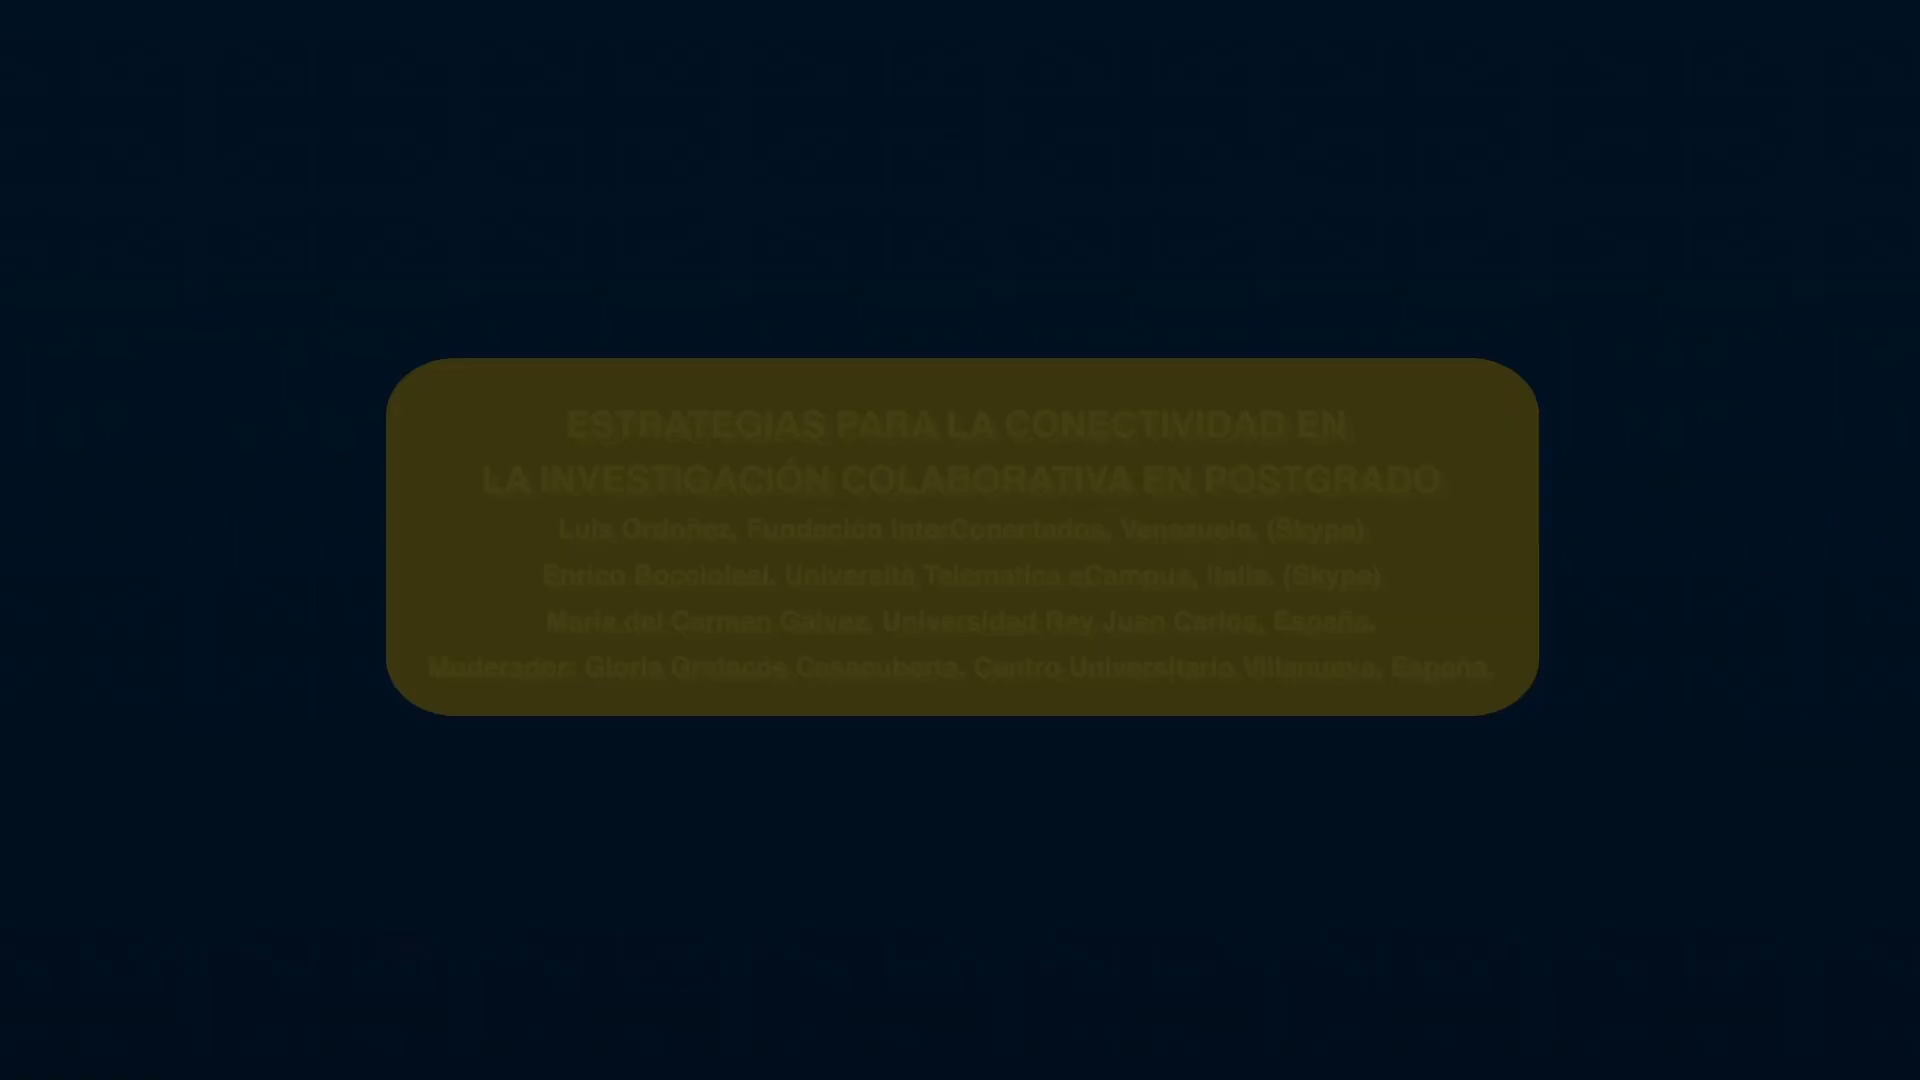 ESTRATEGIAS PARA LA CONECTIVIDAD EN
LA INVESTIGACIÓN COLABORATIVA EN POSTGRADO
Luis Ordoñez, Fundación InterConectados, Venezuela, (Skype)
Enrico Bocciolesi. Università Telematica eCampus, Italia. (Skype)
María del Carmen Gálvez, Universidad Rey Juan Carlos, España.
Moderador: Gloria Gratacós Casacuberta. Centro Universitario Villanueva, España.